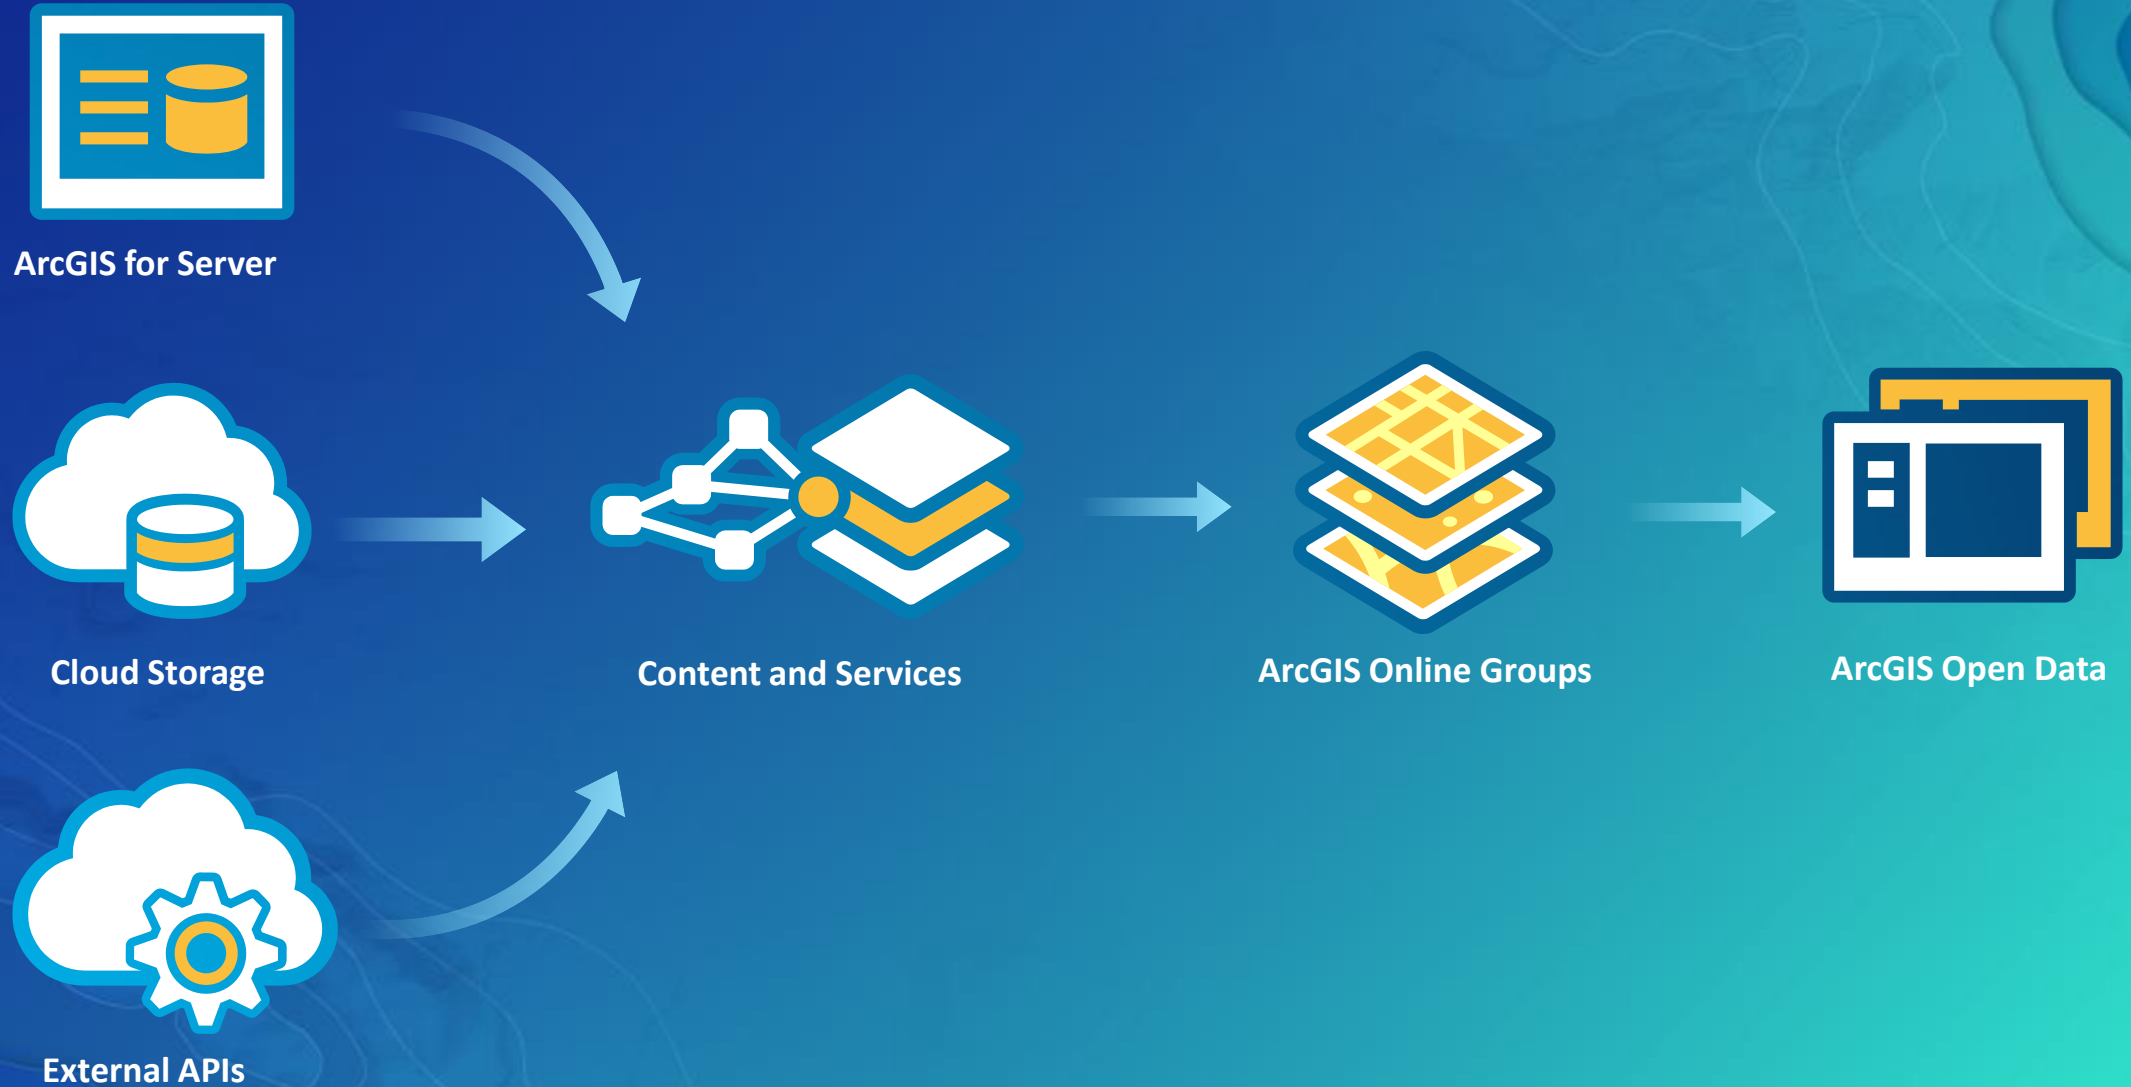 ArcGIS for Server
Cloud Storage
Content and Services
ArcGIS Online Groups
ArcGIS Open Data
External APIs